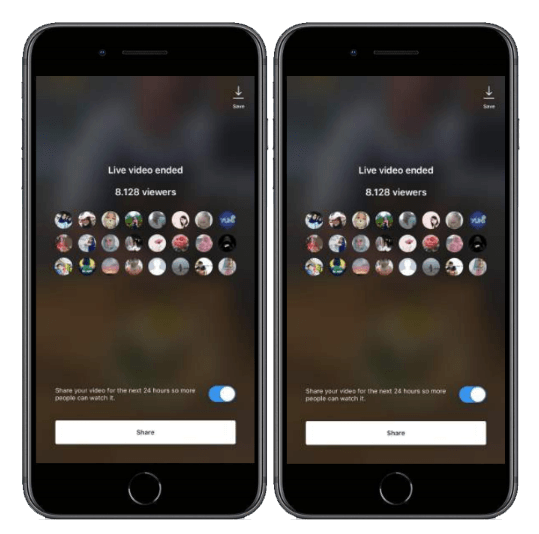 Save
Live video ended
8.128 viewers
YUM!
Share your video for the next 24 hours so more
people can watch it.
Share
Save
Live video ended
8.128 viewers
YUM!
Share your video for the next 24 hours so more
people can watch it.
Share